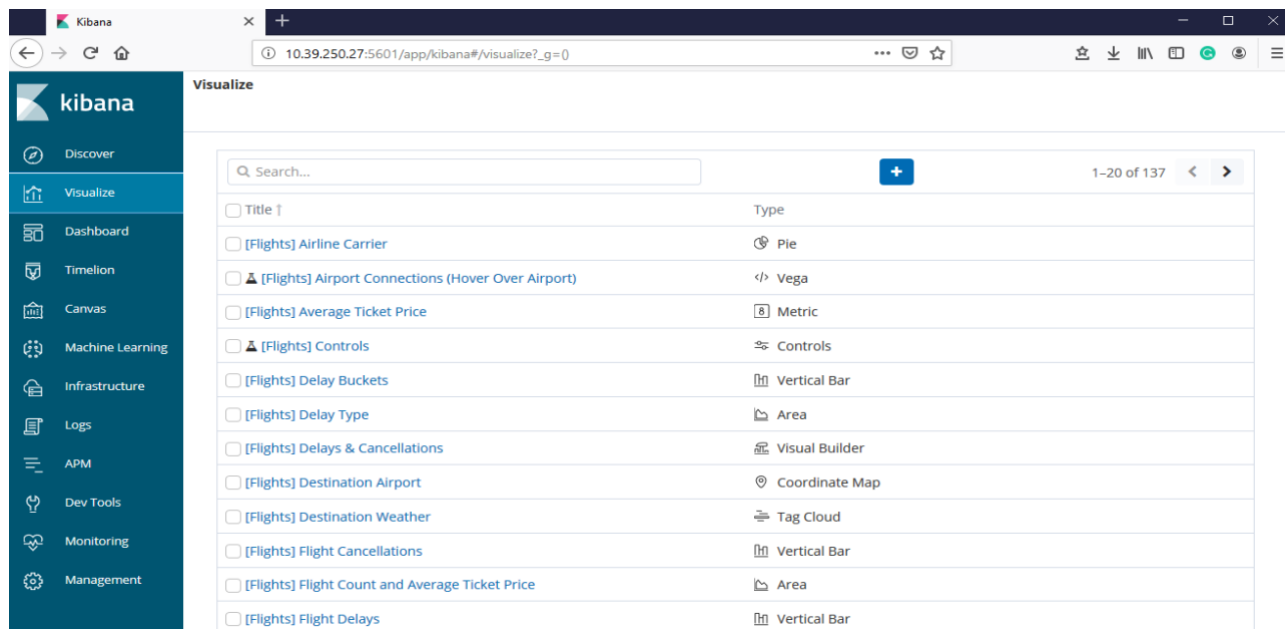 Kibana
10.39.250.27:5601/app/kibana#/visualize?_g=()
kibana
Visualize
Discover
Visualize
Dashboard
Timelion
Canvas
Machine Learning
Infrastructure
Logs
APM
Dev Tools
Monitoring
Management
Search...
1–20 of 137
Title Type
[Flights] Airline Carrier Pie
[Flights] Airport Connections (Hover Over Airport) Vega
[Flights] Average Ticket Price 8 Metric
[Flights] Controls Controls
[Flights] Delay Buckets Vertical Bar
[Flights] Delay Type Area
[Flights] Delays & Cancellations Visual Builder
[Flights] Destination Airport Coordinate Map
[Flights] Destination Weather Tag Cloud
[Flights] Flight Cancellations Vertical Bar
[Flights] Flight Count and Average Ticket Price Area
[Flights] Flight Delays Vertical Bar